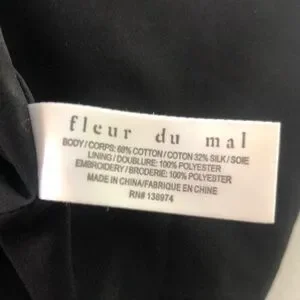 fleur du mal
BODY/CORPS: 68% COTTON/COTON 32% SILK/SOIE
LINING/DOUBLURE: 100% POLYESTER
EMBROIDERY/BRODERIE: 100% POLYESTER
MADE IN CHINA/FABRIQUE EN CHINE
RN# 138974